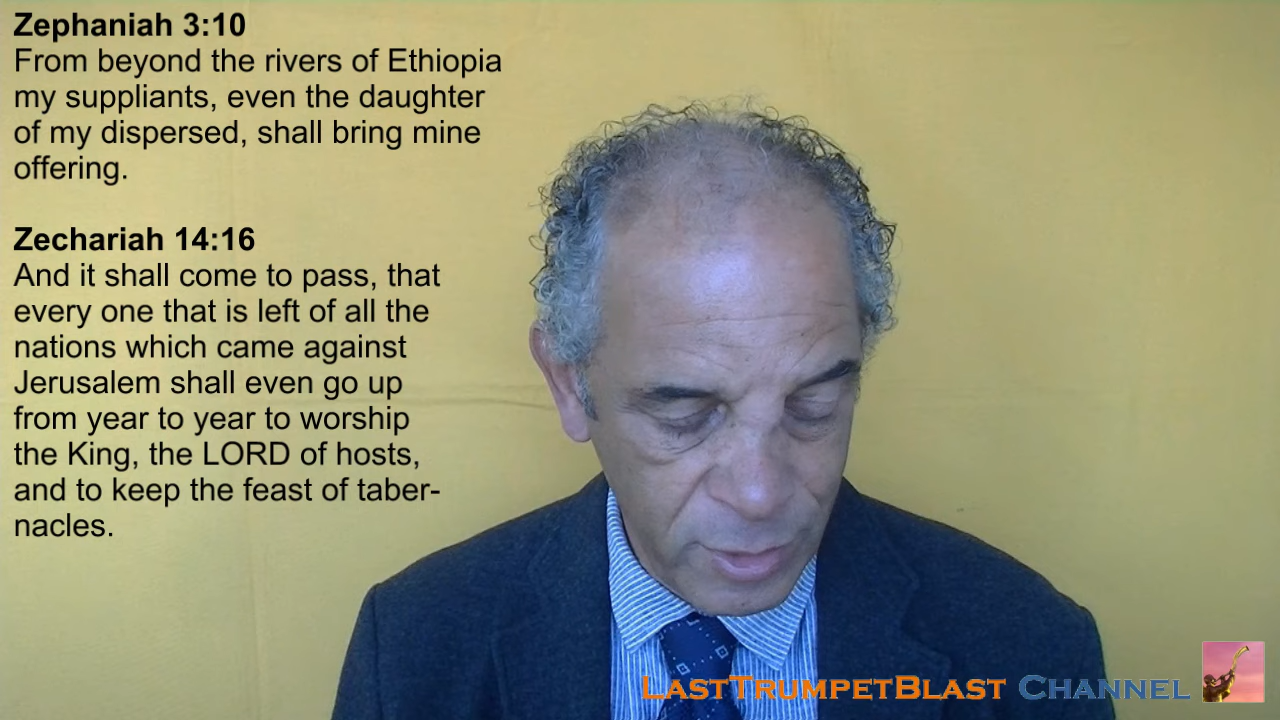 Zephaniah 3:10
From beyond the rivers of Ethiopia
my suppliants, even the daughter
of my dispersed, shall bring mine
offering.
Zechariah 14:16
And it shall come to pass, that
every one that is left of all the
nations which came against
Jerusalem shall even go up
from year to year to worship
the King, the LORD of hosts,
and to keep the feast of taber-
nacles.
LastTrumpetBlast Channel